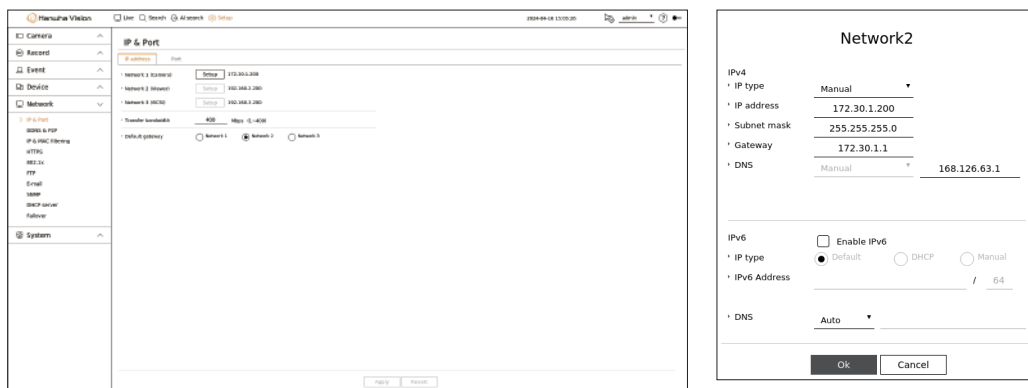 Hanwha Vision
Live Search AI search Setup
2024-04-18 15:05:26
admin
Camera
Record
Event
Device
Network
IP & Port
DDNS & P2P
IP & MAC Filtering
HTTPS
802.1x
FTP
E-mail
SNMP
DHCP server
Failover
System
IP & Port
IP address Port
Network 1 (Camera) Setup 172.30.1.200
Network 2 (Viewer) Setup 192.168.2.200
Network 3 (iSCSI) Setup 192.168.3.200
Transfer bandwidth 400 Mbps (1~400)
Default gateway Network 1 Network 2 Network 3
Apply
Network2
IPv4
IP type Manual
IP address 172.30.1.200
Subnet mask 255.255.255.0
Gateway 172.30.1.1
DNS Manual 168.126.63.1
IPv6 Enable IPv6
IP type Default DHCP Manual
IPv6 Address / 64
DNS Auto
Ok Cancel